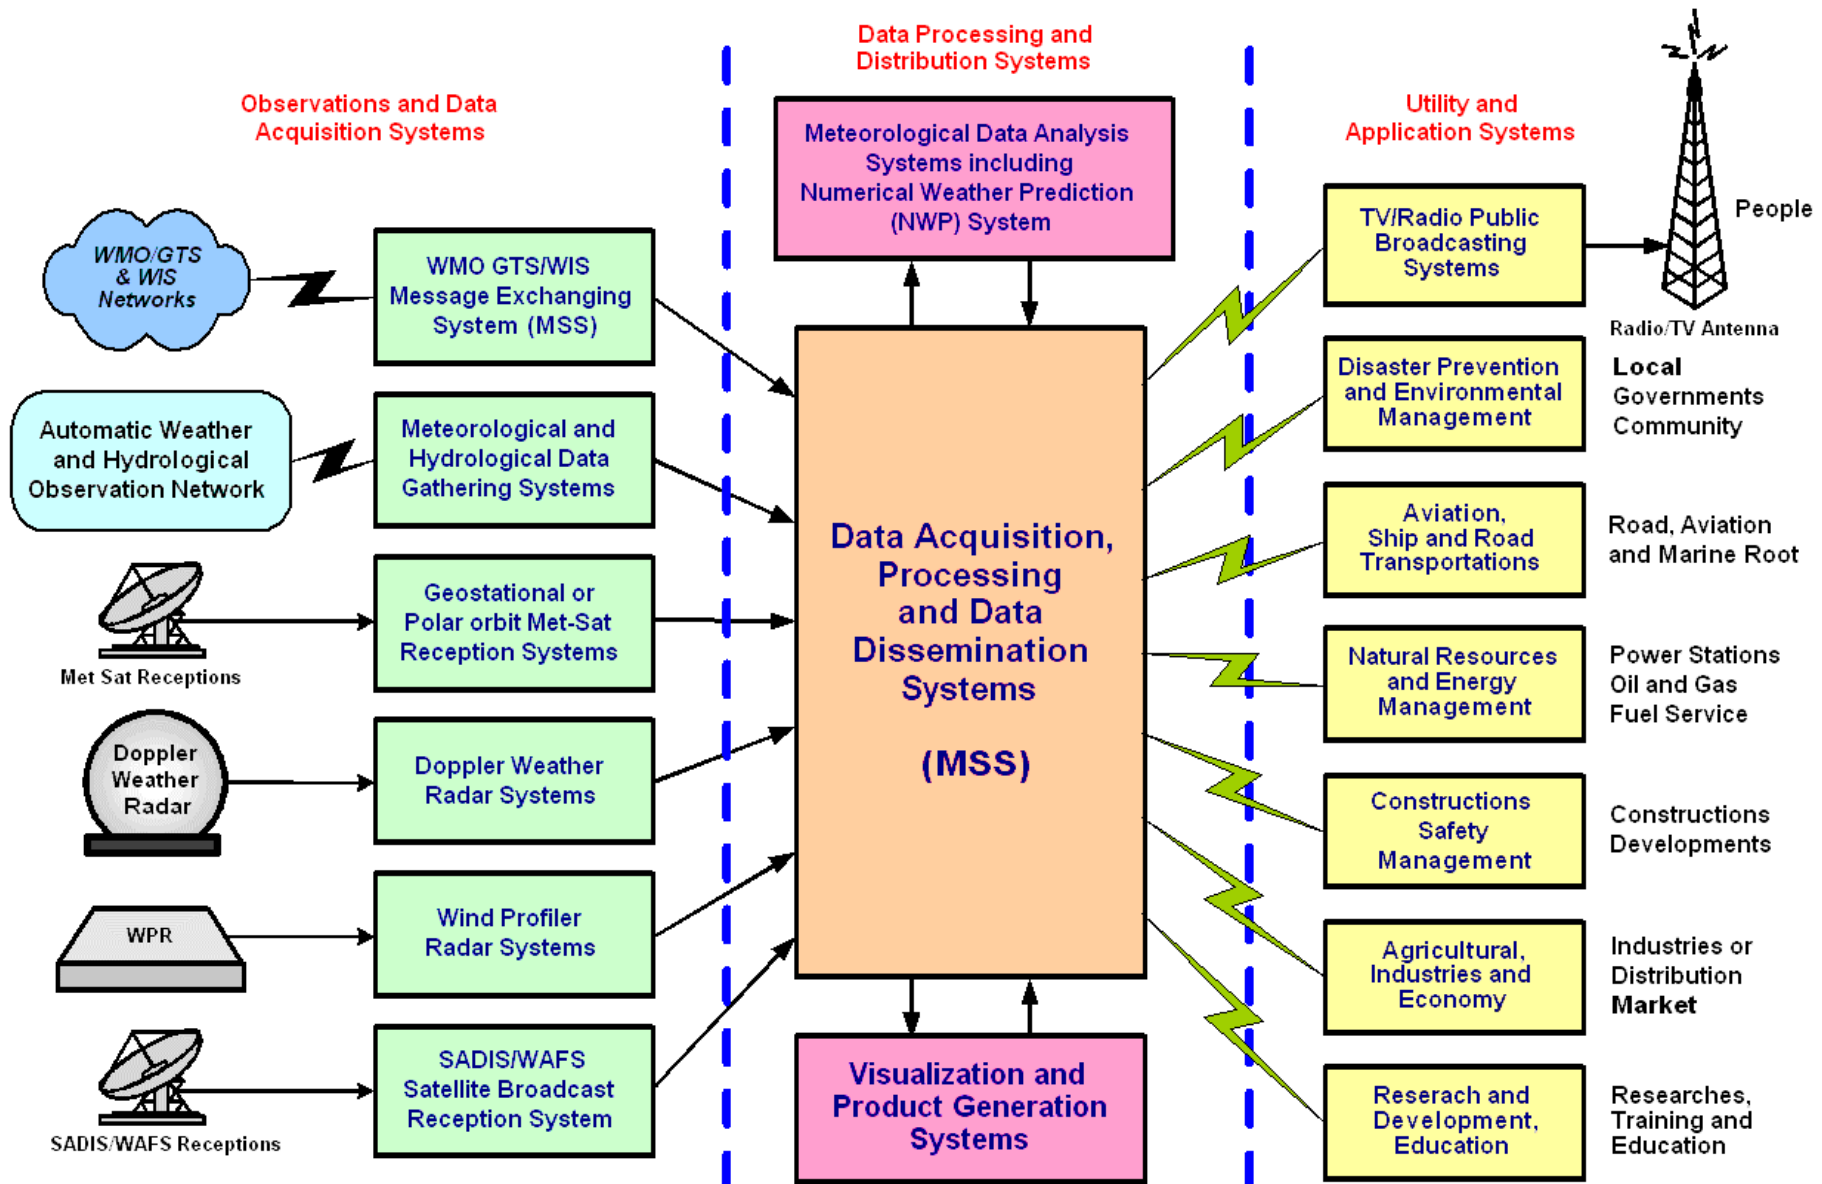 Observations and Data
Acquisition Systems
WMO/GTS
& WIS
Networks
WMO GTS/WIS
Message Exchanging
System (MSS)
Automatic Weather
and Hydrological
Observation Network
Meteorological and
Hydrological Data
Gathering Systems
Met Sat Receptions
Geostational or
Polar orbit Met-Sat
Reception Systems
Doppler
Weather
Radar
Doppler Weather
Radar Systems
WPR
Wind Profiler
Radar Systems
SADIS/WAFS Receptions
SADIS/WAFS
Satellite Broadcast
Reception System
Data Processing and
Distribution Systems
Meteorological Data Analysis
Systems including
Numerical Weather Prediction
(NWP) System
Data Acquisition,
Processing
and Data
Dissemination
Systems
(MSS)
Visualization and
Product Generation
Systems
Utility and
Application Systems
TV/Radio Public
Broadcasting
Systems
People
Radio/TV Antenna
Disaster Prevention
and Environmental
Management
Local
Governments
Community
Aviation,
Ship and Road
Transportations
Road, Aviation
and Marine Root
Natural Resources
and Energy
Management
Power Stations
Oil and Gas
Fuel Service
Constructions
Safety
Management
Constructions
Developments
Agricultural,
Industries and
Economy
Industries or
Distribution
Market
Reserach and
Development,
Education
Researches,
Training and
Education